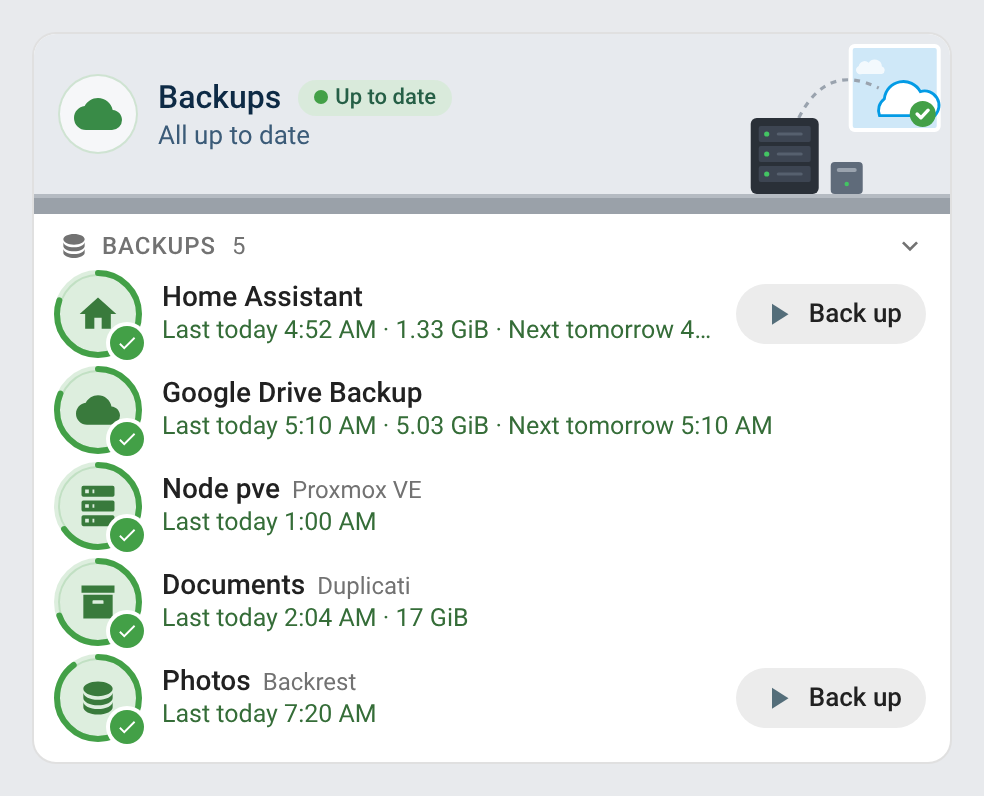 Backups
Up to date
All up to date
BACKUPS 5
Home Assistant
Last today 4:52 AM · 1.33 GiB · Next tomorrow 4…
Back up
Google Drive Backup
Last today 5:10 AM · 5.03 GiB · Next tomorrow 5:10 AM
Node pve Proxmox VE
Last today 1:00 AM
Documents Duplicati
Last today 2:04 AM · 17 GiB
Photos Backrest
Last today 7:20 AM
Back up